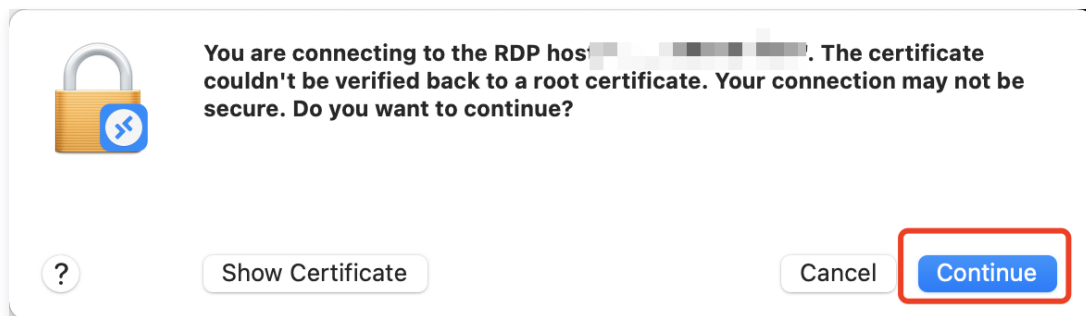 You are connecting to the RDP host '. The certificate
couldn't be verified back to a root certificate. Your connection may not be
secure. Do you want to continue?
?
Show Certificate
Cancel
Continue